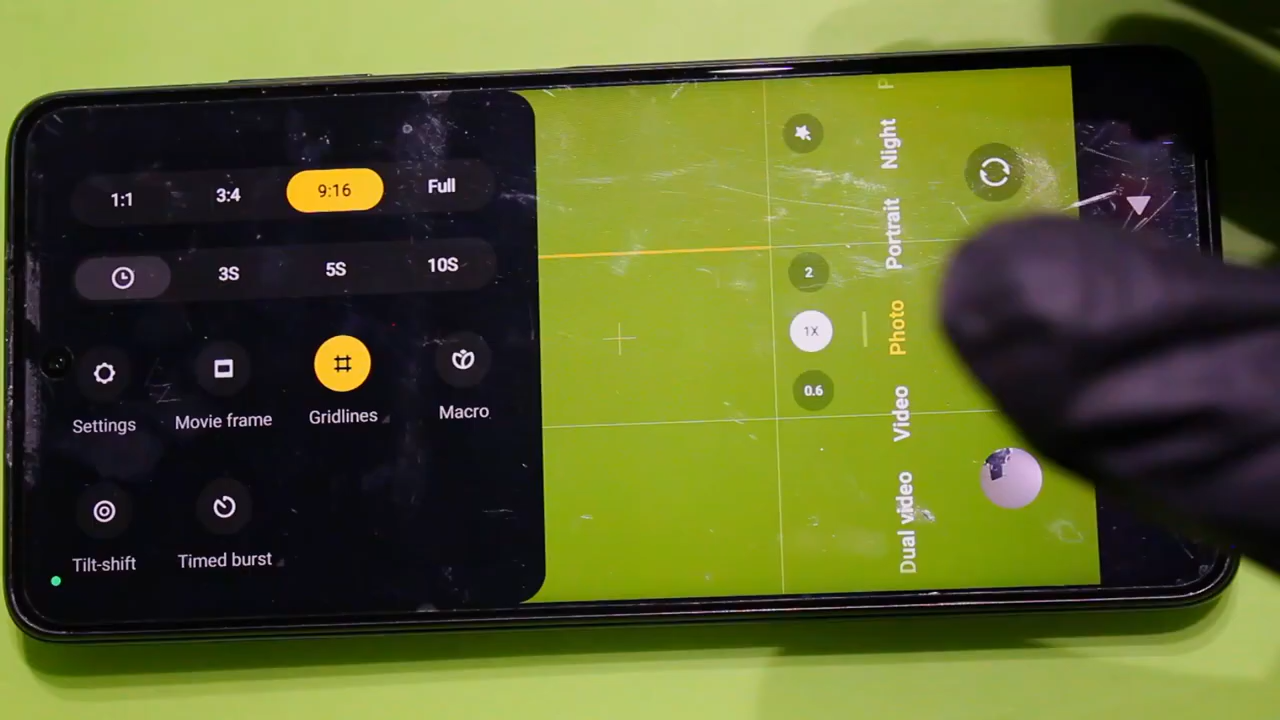 1:1 3:4 9:16 Full
3S 5S 10S
Settings Movie frame Gridlines Macro
Tilt-shift Timed burst
2
1X
0.6
P
Night
Portrait
Photo
Video
Dual video